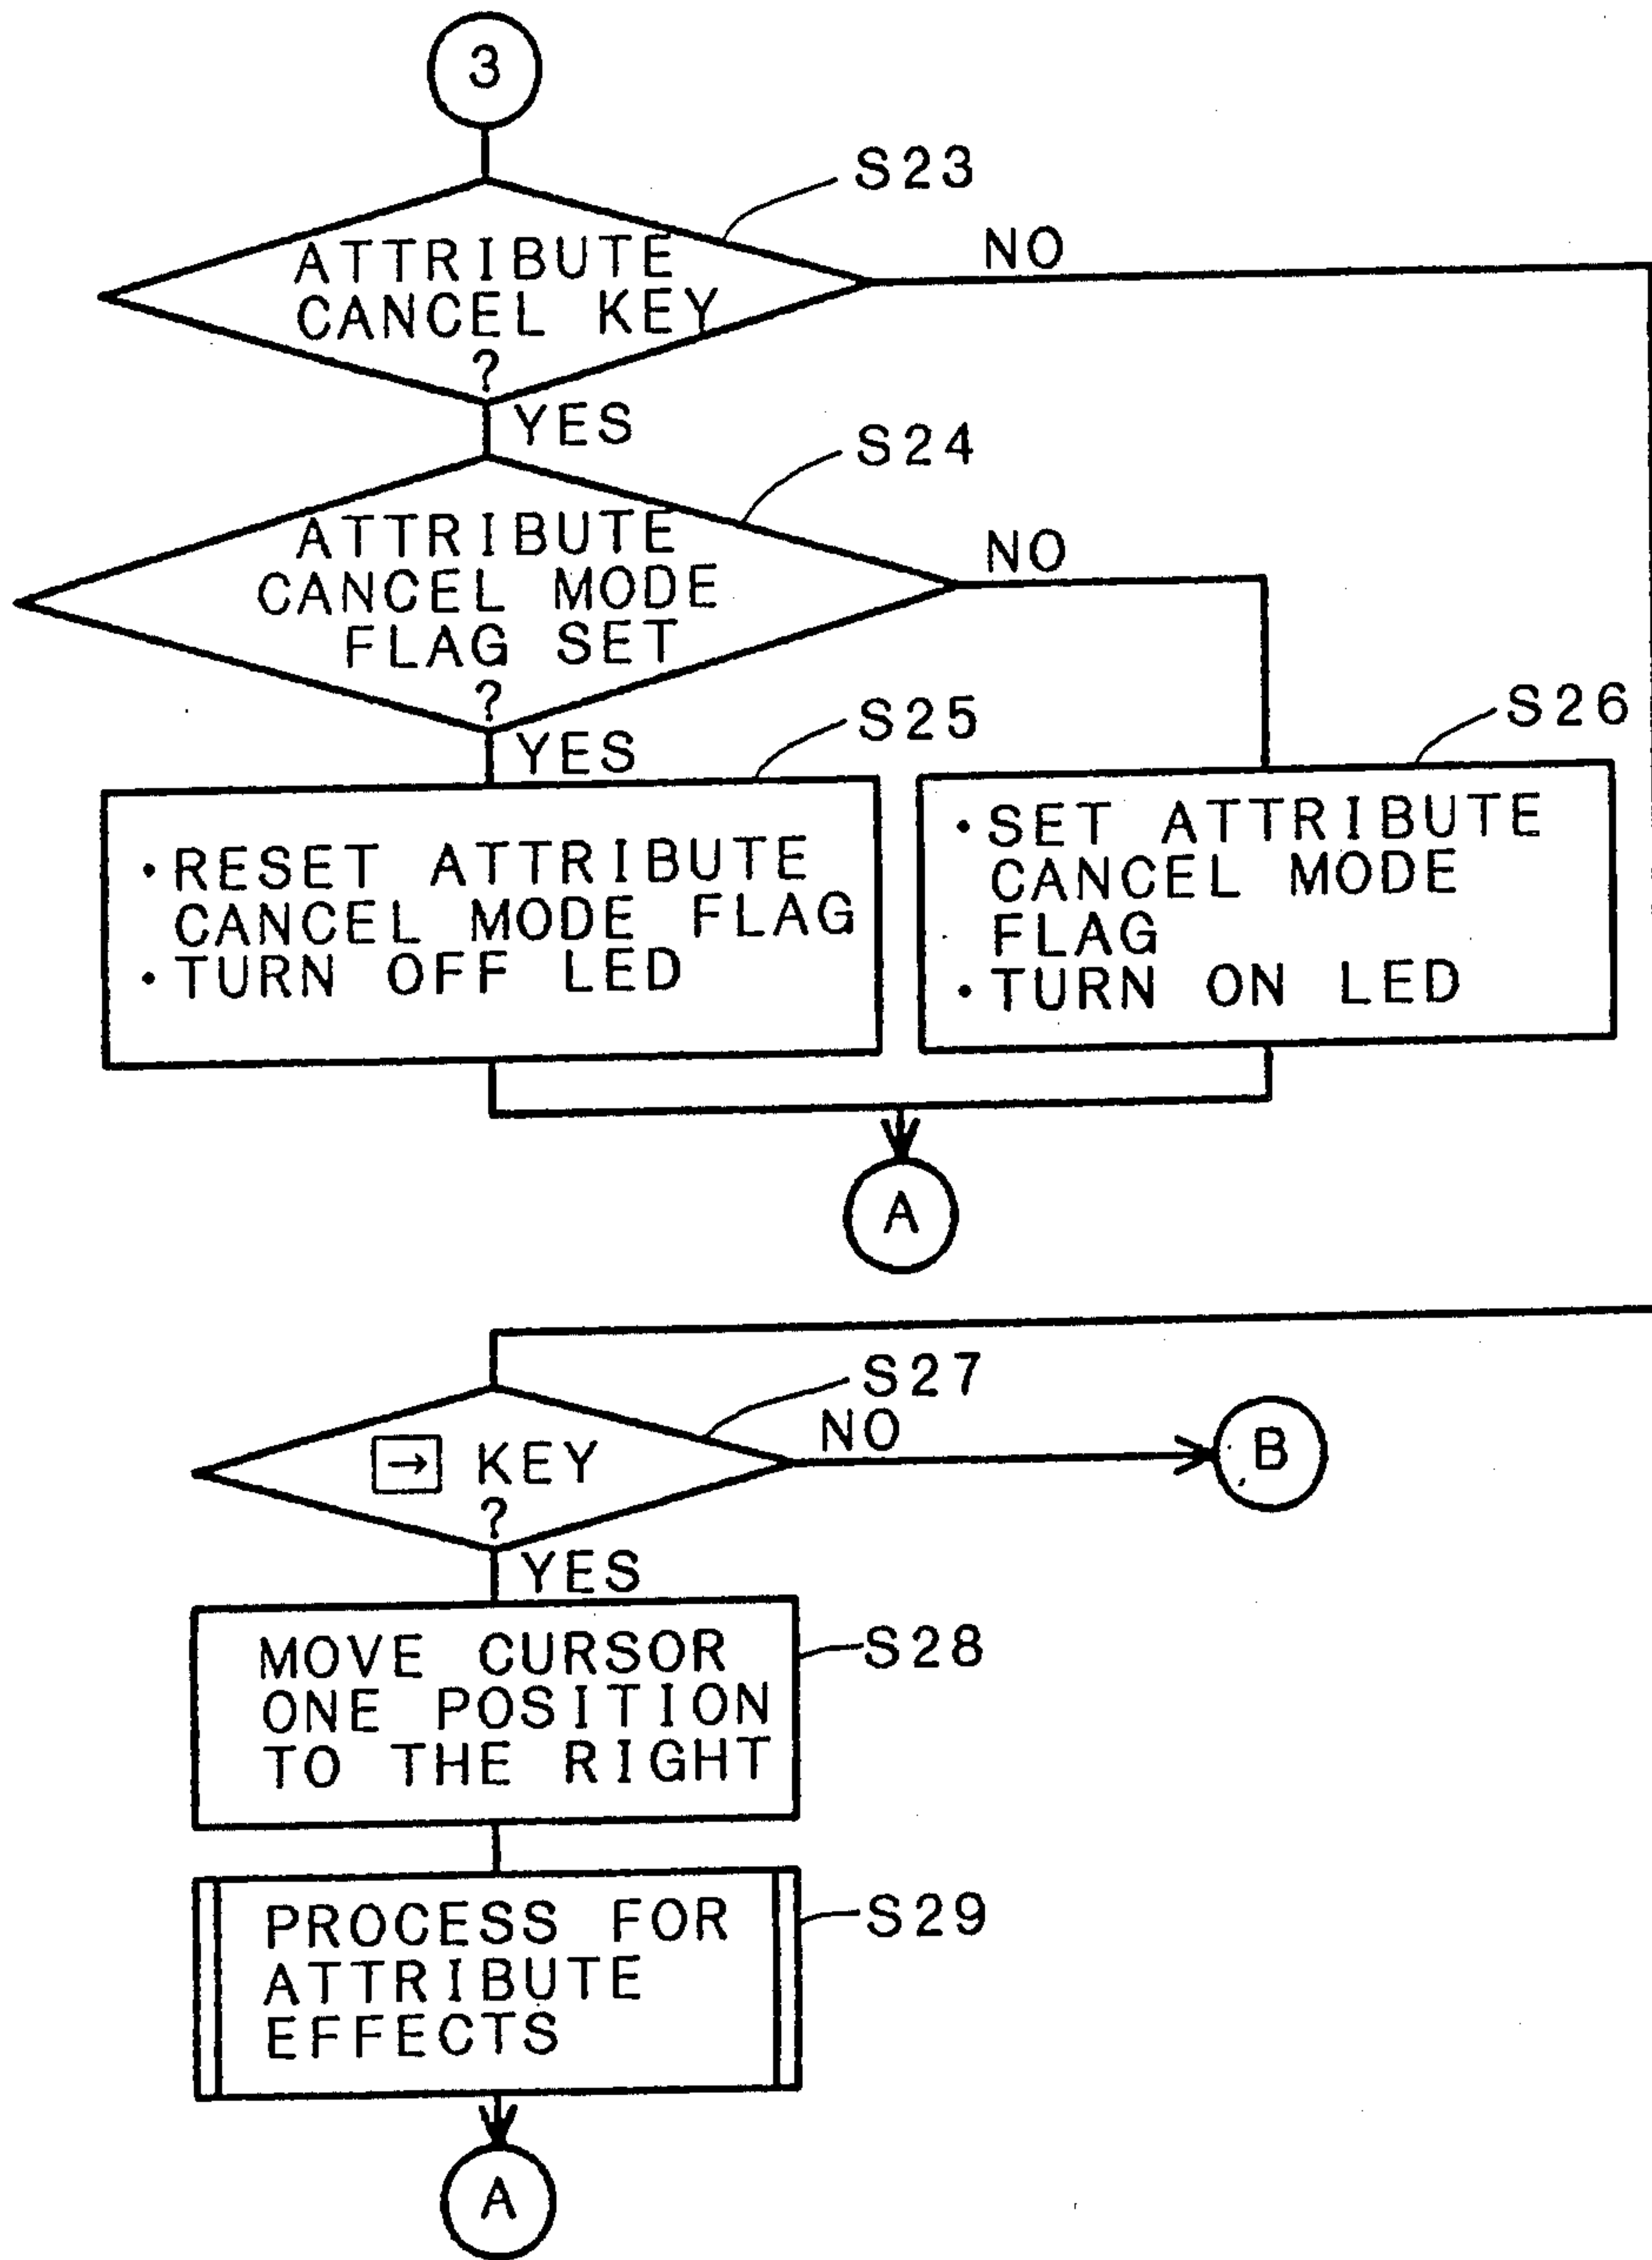 3
S23
ATTRIBUTE
CANCEL KEY
?
NO
YES
S24
ATTRIBUTE
CANCEL MODE
FLAG SET
?
NO
YES
S25
・RESET ATTRIBUTE
CANCEL MODE FLAG
・TURN OFF LED
S26
・SET ATTRIBUTE
CANCEL MODE
FLAG
・TURN ON LED
A
S27
→ KEY
?
NO
B
YES
MOVE CURSOR
ONE POSITION
TO THE RIGHT
S28
PROCESS FOR
ATTRIBUTE
EFFECTS
S29
A